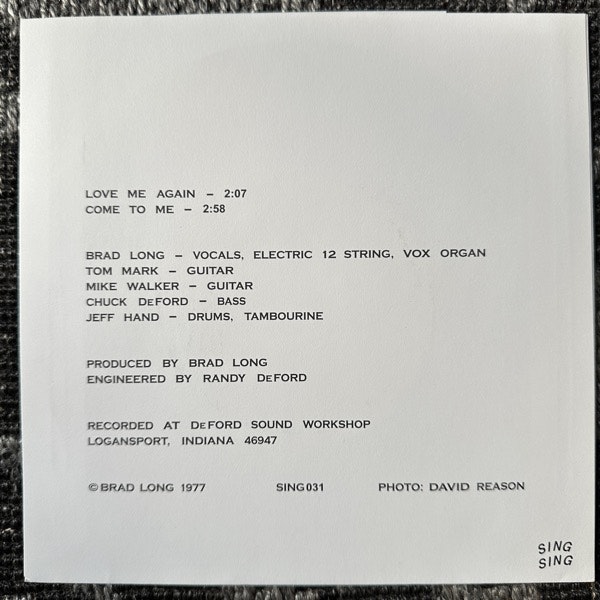 LOVE ME AGAIN – 2:07
COME TO ME – 2:58
BRAD LONG – VOCALS, ELECTRIC 12 STRING, VOX ORGAN
TOM MARK – GUITAR
MIKE WALKER – GUITAR
CHUCK DeFORD – BASS
JEFF HAND – DRUMS, TAMBOURINE
PRODUCED BY BRAD LONG
ENGINEERED BY RANDY DeFORD
RECORDED AT DeFORD SOUND WORKSHOP
LOGANSPORT, INDIANA 46947
©BRAD LONG 1977 SING031 PHOTO: DAVID REASON
SING
SING